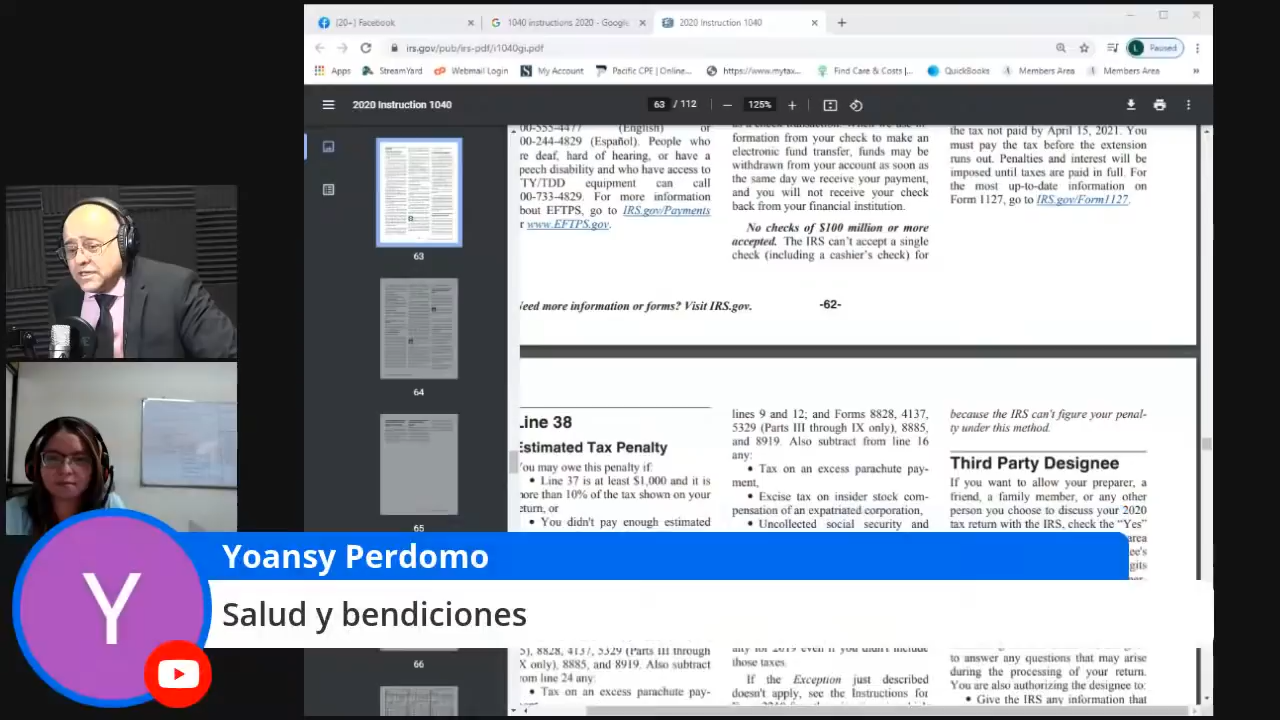 (20+) Facebook
1040 instructions 2020 - Google
2020 Instruction 1040
irs.gov/pub/irs-pdf/i1040gi.pdf
L
Paused
Apps
StreamYard
Webmail Login
My Account
Pacific CPE | Online...
https://www.mytax...
Find Care & Costs |...
QuickBooks
Members Area
Members Area
2020 Instruction 1040
63 / 112
125%
63
64
65
66
00-555-4477 (English) or
00-244-4829 (Español). People who
re deaf, hard of hearing, or have a
peech disability and who have access to
TY/TDD equipment can call
00-733-4829. For more information
bout EFTPS, go to IRS.gov/Payments
r www.EFTPS.gov.
as a check transaction. When we use in-
formation from your check to make an
electronic fund transfer, funds may be
withdrawn from your account as soon as
the same day we receive your payment,
and you will not receive your check
back from your financial institution.
No checks of $100 million or more
accepted. The IRS can't accept a single
check (including a cashier's check) for
the tax not paid by April 15, 2021. You
must pay the tax before the extension
runs out. Penalties and interest will be
imposed until taxes are paid in full. For
the most up-to-date information on
Form 1127, go to IRS.gov/Form1127.
Need more information or forms? Visit IRS.gov.
-62-
Line 38
Estimated Tax Penalty
You may owe this penalty if:
• Line 37 is at least $1,000 and it is
more than 10% of the tax shown on your
return, or
• You didn't pay enough estimated
lines 9 and 12; and Forms 8828, 4137,
5329 (Parts III through IX only), 8885,
and 8919. Also subtract from line 16
any:
• Tax on an excess parachute pay-
ment,
• Excise tax on insider stock com-
pensation of an expatriated corporation,
• Uncollected social security and
because the IRS can't figure your penal-
ty under this method.
Third Party Designee
If you want to allow your preparer, a
friend, a family member, or any other
person you choose to discuss your 2020
tax return with the IRS, check the "Yes"
area
ee's
gits
Y
Yoansy Perdomo
Salud y bendiciones
5), 8828, 4137, 5329 (Parts III through
X only), 8885, and 8919. Also subtract
rom line 24 any:
• Tax on an excess parachute pay-
any for 2019 even if you didn't include
those taxes.
If the Exception just described
doesn't apply, see the Instructions for
to answer any questions that may arise
during the processing of your return.
You are also authorizing the designee to:
• Give the IRS any information that